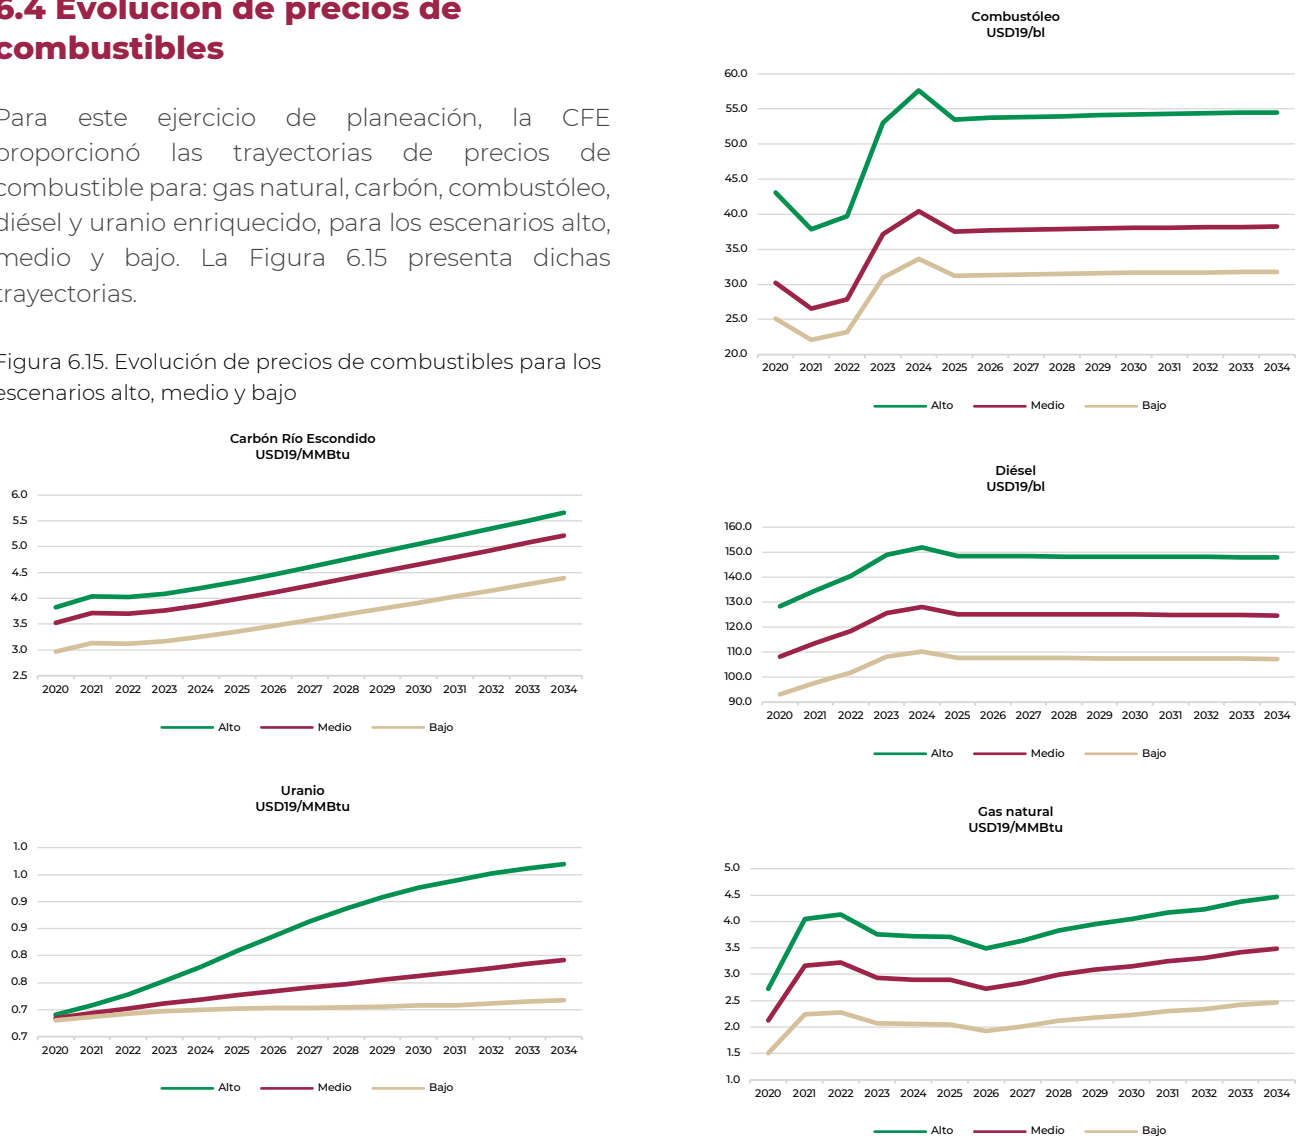 6.4 Evolución de precios de
combustibles
Para este ejercicio de planeación, la CFE
proporcionó las trayectorias de precios de
combustible para: gas natural, carbón, combustóleo,
diésel y uranio enriquecido, para los escenarios alto,
medio y bajo. La Figura 6.15 presenta dichas
trayectorias.
Figura 6.15. Evolución de precios de combustibles para los
escenarios alto, medio y bajo
Carbón Río Escondido
USD19/MMBtu
6.0
5.5
5.0
4.5
4.0
3.5
3.0
2.5
2020 2021 2022 2023 2024 2025 2026 2027 2028 2029 2030 2031 2032 2033 2034
Alto Medio Bajo
Uranio
USD19/MMBtu
1.0
1.0
0.9
0.9
0.8
0.8
0.7
0.7
2020 2021 2022 2023 2024 2025 2026 2027 2028 2029 2030 2031 2032 2033 2034
Alto Medio Bajo
Combustóleo
USD19/bl
60.0
55.0
50.0
45.0
40.0
35.0
30.0
25.0
20.0
2020 2021 2022 2023 2024 2025 2026 2027 2028 2029 2030 2031 2032 2033 2034
Alto Medio Bajo
Diésel
USD19/bl
160.0
150.0
140.0
130.0
120.0
110.0
100.0
90.0
2020 2021 2022 2023 2024 2025 2026 2027 2028 2029 2030 2031 2032 2033 2034
Alto Medio Bajo
Gas natural
USD19/MMBtu
5.0
4.5
4.0
3.5
3.0
2.5
2.0
1.5
1.0
2020 2021 2022 2023 2024 2025 2026 2027 2028 2029 2030 2031 2032 2033 2034
Alto Medio Bajo